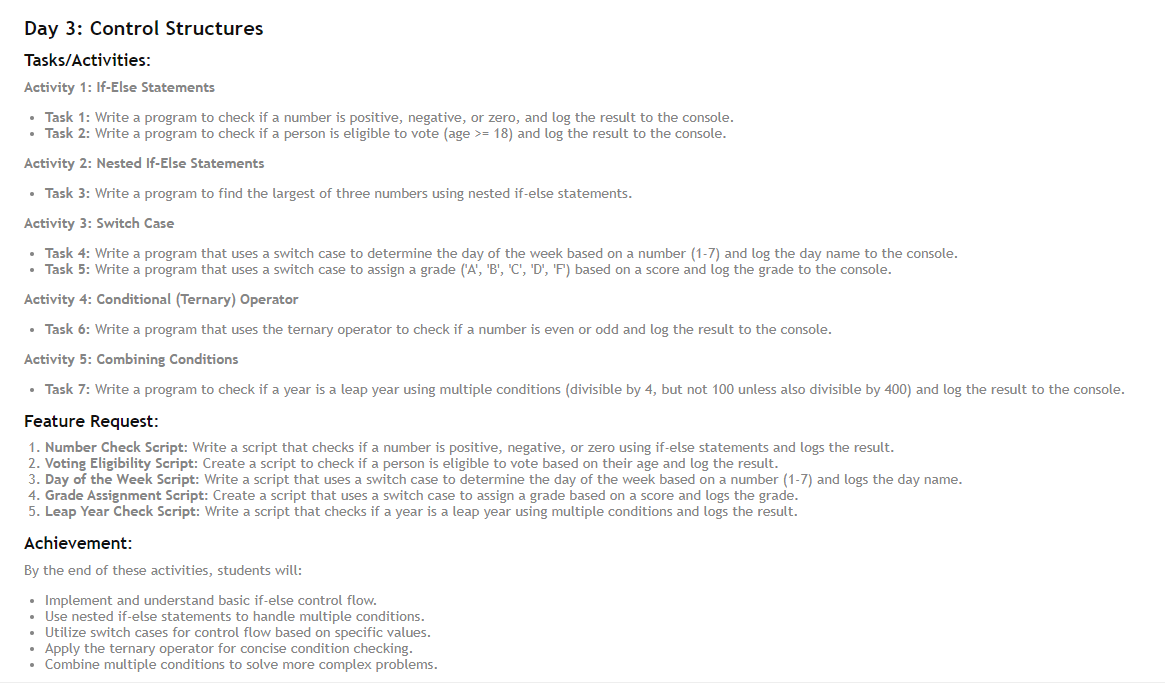 Day 3: Control Structures
Tasks/Activities:
Activity 1: If-Else Statements
• Task 1: Write a program to check if a number is positive, negative, or zero, and log the result to the console.
• Task 2: Write a program to check if a person is eligible to vote (age >= 18) and log the result to the console.
Activity 2: Nested If-Else Statements
• Task 3: Write a program to find the largest of three numbers using nested if-else statements.
Activity 3: Switch Case
• Task 4: Write a program that uses a switch case to determine the day of the week based on a number (1-7) and log the day name to the console.
• Task 5: Write a program that uses a switch case to assign a grade ('A', 'B', 'C', 'D', 'F') based on a score and log the grade to the console.
Activity 4: Conditional (Ternary) Operator
• Task 6: Write a program that uses the ternary operator to check if a number is even or odd and log the result to the console.
Activity 5: Combining Conditions
• Task 7: Write a program to check if a year is a leap year using multiple conditions (divisible by 4, but not 100 unless also divisible by 400) and log the result to the console.
Feature Request:
1. Number Check Script: Write a script that checks if a number is positive, negative, or zero using if-else statements and logs the result.
2. Voting Eligibility Script: Create a script to check if a person is eligible to vote based on their age and log the result.
3. Day of the Week Script: Write a script that uses a switch case to determine the day of the week based on a number (1-7) and logs the day name.
4. Grade Assignment Script: Create a script that uses a switch case to assign a grade based on a score and logs the grade.
5. Leap Year Check Script: Write a script that checks if a year is a leap year using multiple conditions and logs the result.
Achievement:
By the end of these activities, students will:
• Implement and understand basic if-else control flow.
• Use nested if-else statements to handle multiple conditions.
• Utilize switch cases for control flow based on specific values.
• Apply the ternary operator for concise condition checking.
• Combine multiple conditions to solve more complex problems.